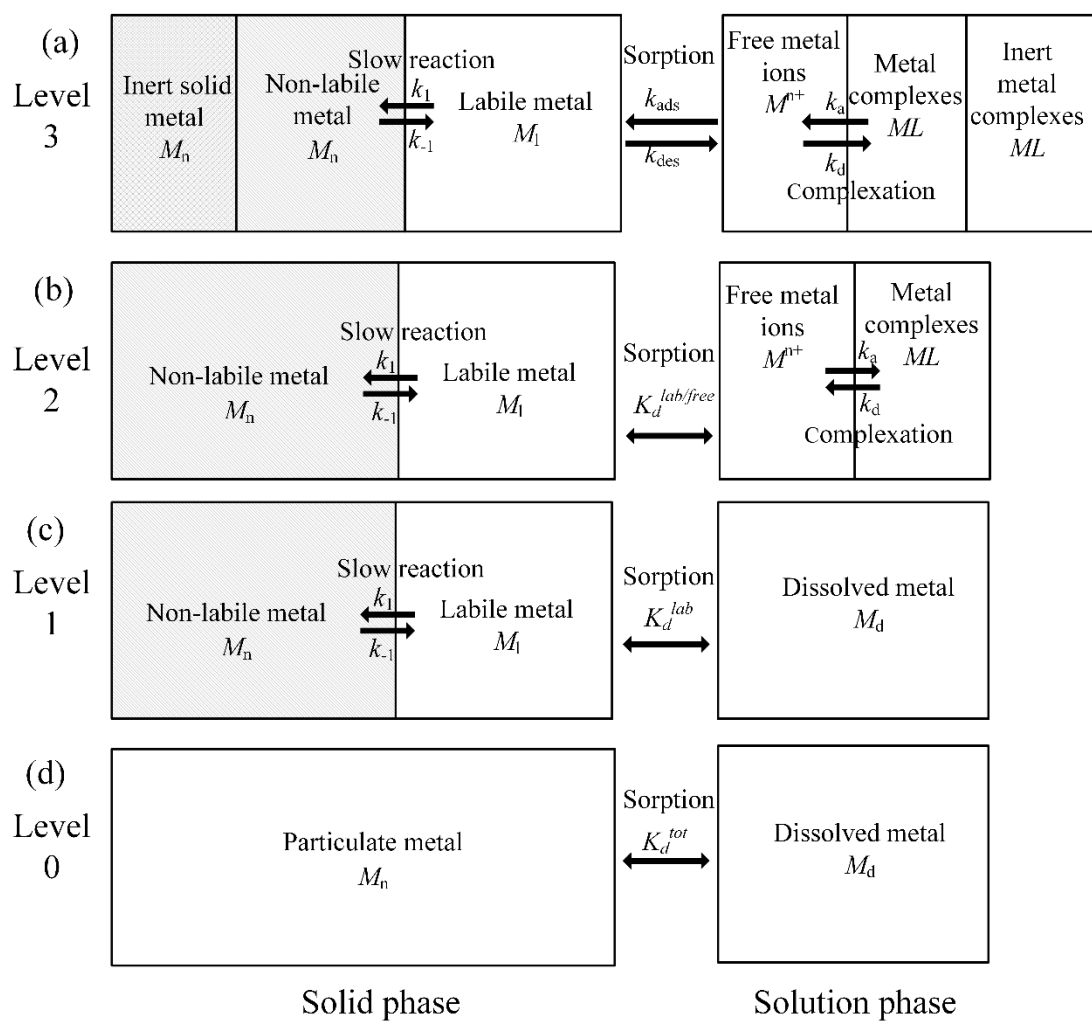 (a)
Level
3
Inert solid
metal
Mn
Non-labile
metal
Mn
Slow reaction
k1
k-1
Labile metal
Ml
Sorption
kads
kdes
Free metal
ions
Mn+
ka
kd
Complexation
Metal
complexes
ML
Inert
metal
complexes
ML
(b)
Level
2
Non-labile metal
Mn
Slow reaction
k1
k-1
Labile metal
Ml
Sorption
Kd lab/free
Free metal
ions
Mn+
ka
kd
Complexation
Metal
complexes
ML
(c)
Level
1
Non-labile metal
Mn
Slow reaction
k1
k-1
Labile metal
Ml
Sorption
Kd lab
Dissolved metal
Md
(d)
Level
0
Particulate metal
Mn
Sorption
Kd tot
Dissolved metal
Md
Solid phase
Solution phase